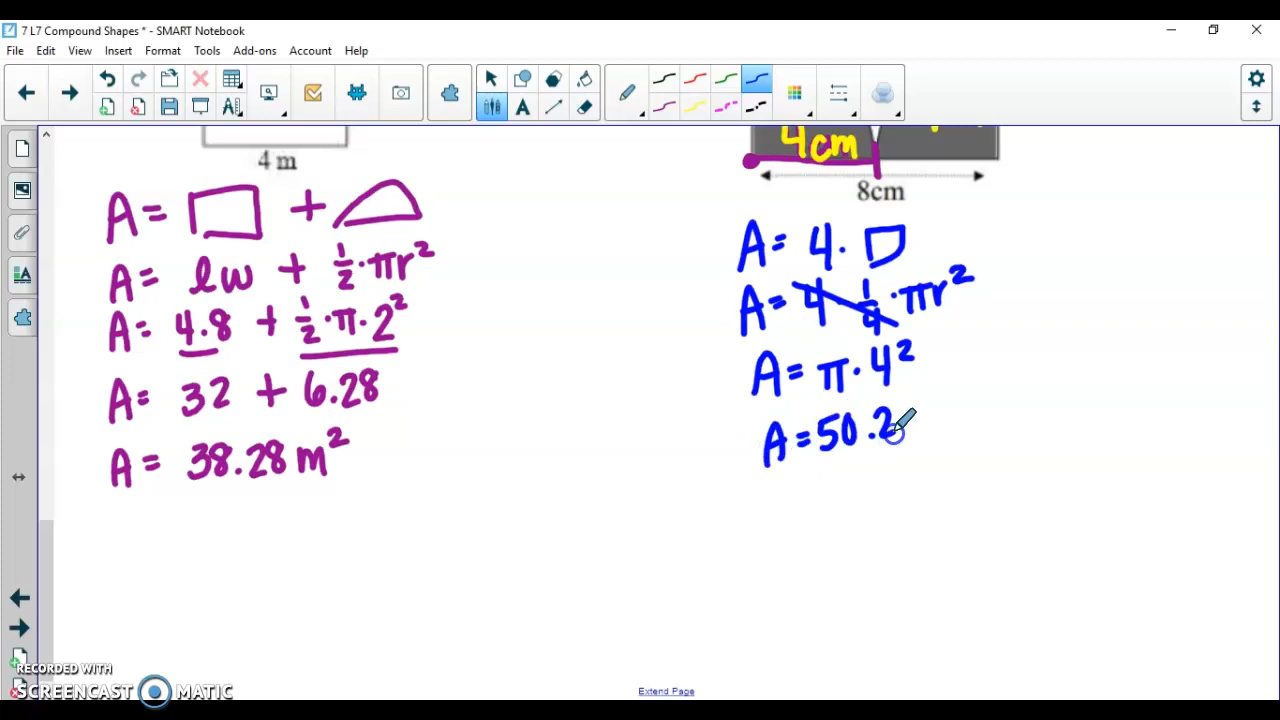 7 L7 Compound Shapes * - SMART Notebook
File Edit View Insert Format Tools Add-ons Account Help
4 m
A = +
A = lw + 1/2 · πr²
A = 4.8 + 1/2 · π · 2²
A = 32 + 6.28
A = 38.28 m²
4cm
8cm
A = 4 ·
A = 4 · 1/4 · πr²
A = π · 4²
A = 50.2
RECORDED WITH
SCREENCAST MATIC
Extend Page